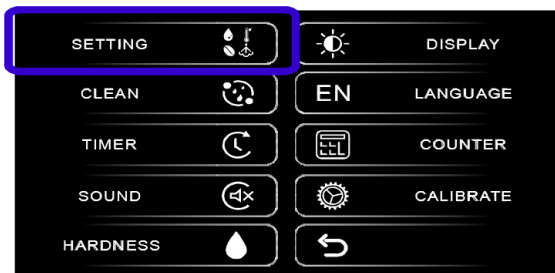 SETTING
DISPLAY
CLEAN
EN LANGUAGE
TIMER
COUNTER
SOUND
CALIBRATE
HARDNESS